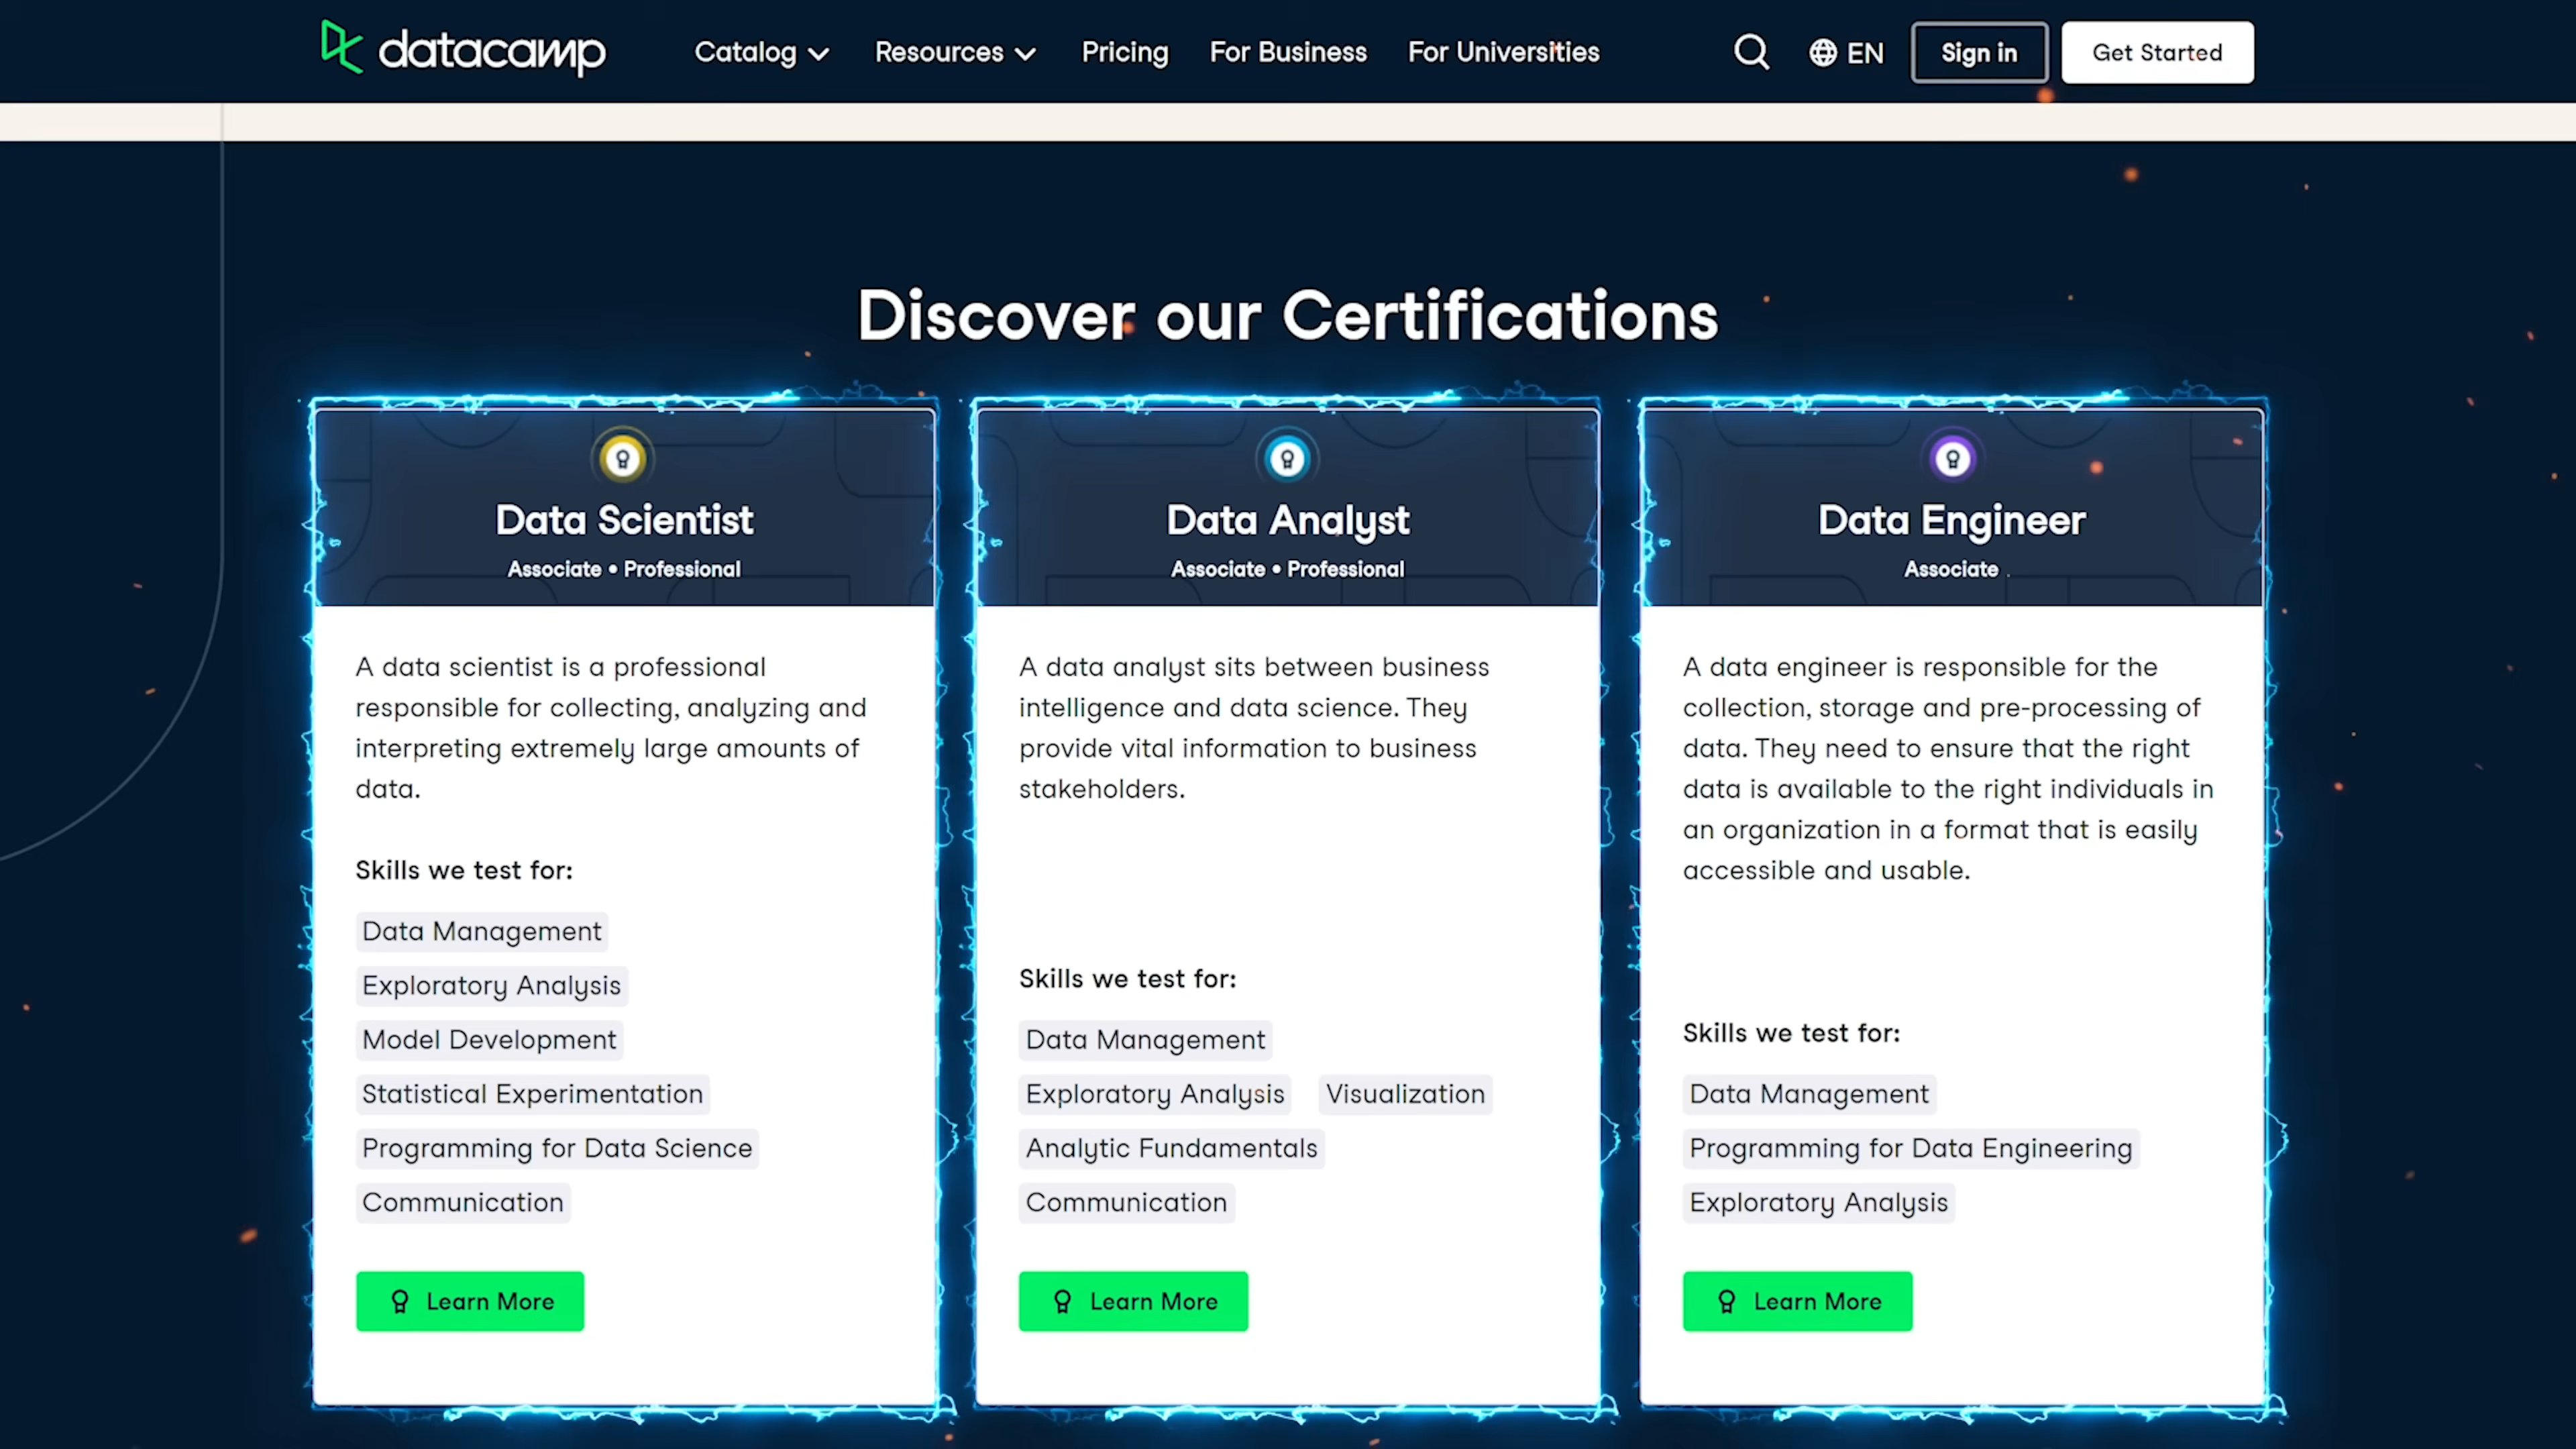 datacamp Catalog Resources Pricing For Business For Universities EN Sign in Get Started
Discover our Certifications
Data Scientist
Associate • Professional
A data scientist is a professional
responsible for collecting, analyzing and
interpreting extremely large amounts of
data.
Skills we test for:
Data Management
Exploratory Analysis
Model Development
Statistical Experimentation
Programming for Data Science
Communication
Learn More
Data Analyst
Associate • Professional
A data analyst sits between business
intelligence and data science. They
provide vital information to business
stakeholders.
Skills we test for:
Data Management
Exploratory Analysis Visualization
Analytic Fundamentals
Communication
Learn More
Data Engineer
Associate
A data engineer is responsible for the
collection, storage and pre-processing of
data. They need to ensure that the right
data is available to the right individuals in
an organization in a format that is easily
accessible and usable.
Skills we test for:
Data Management
Programming for Data Engineering
Exploratory Analysis
Learn More